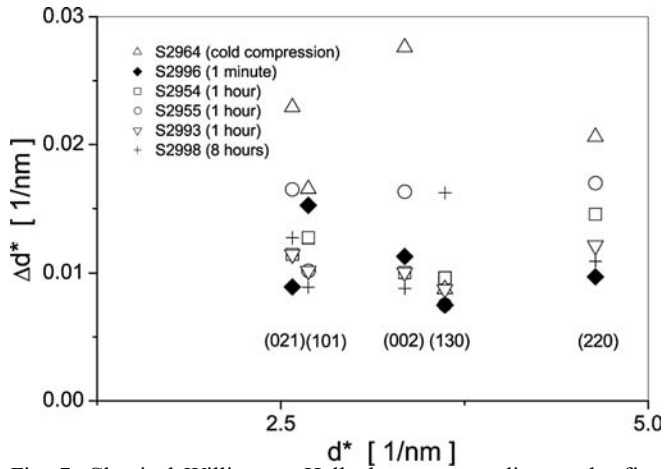 0.03
S2964 (cold compression)
S2996 (1 minute)
S2954 (1 hour)
S2955 (1 hour)
S2993 (1 hour)
S2998 (8 hours)
0.02
Δd* [ 1/nm ]
0.01
(021)(101) (002) (130) (220)
0.00
2.5 5.0
d* [ 1/nm ]